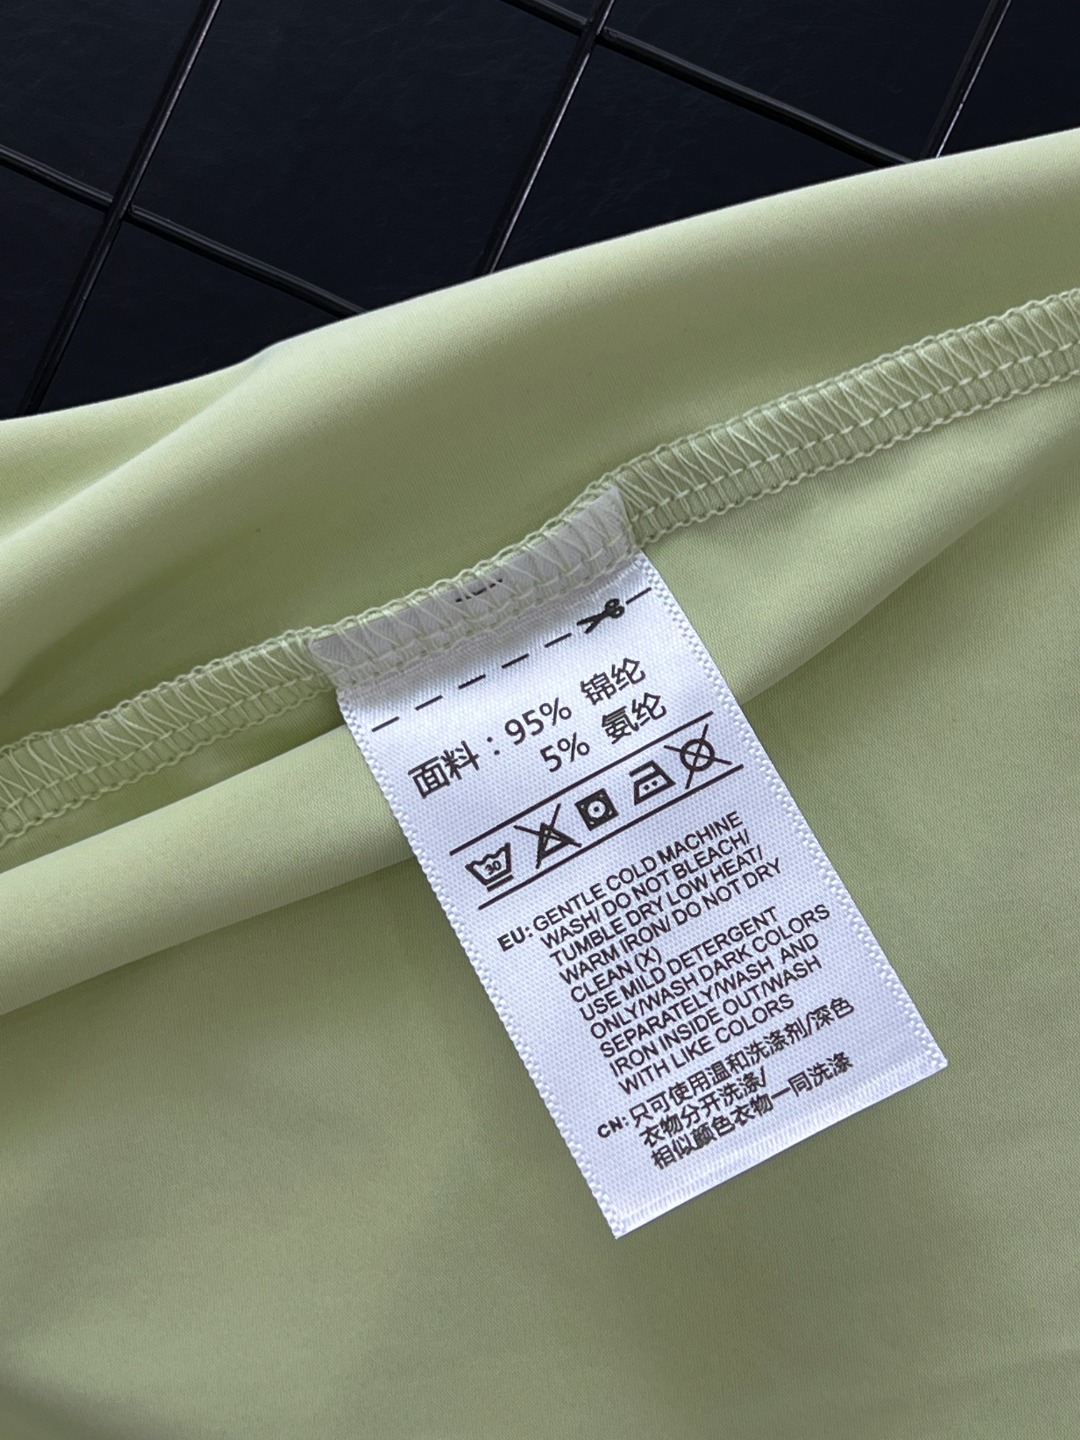 面料：95% 锦纶
5% 氨纶
30
EU: GENTLE COLD MACHINE
WASH/ DO NOT BLEACH/
TUMBLE DRY LOW HEAT/
WARM IRON/ DO NOT DRY
CLEAN (X)
USE MILD DETERGENT
ONLY/WASH DARK COLORS
SEPARATELY/WASH AND
IRON INSIDE OUT/WASH
WITH LIKE COLORS
CN: 只可使用温和洗涤剂/深色
衣物分开洗涤/
相似颜色衣物一同洗涤